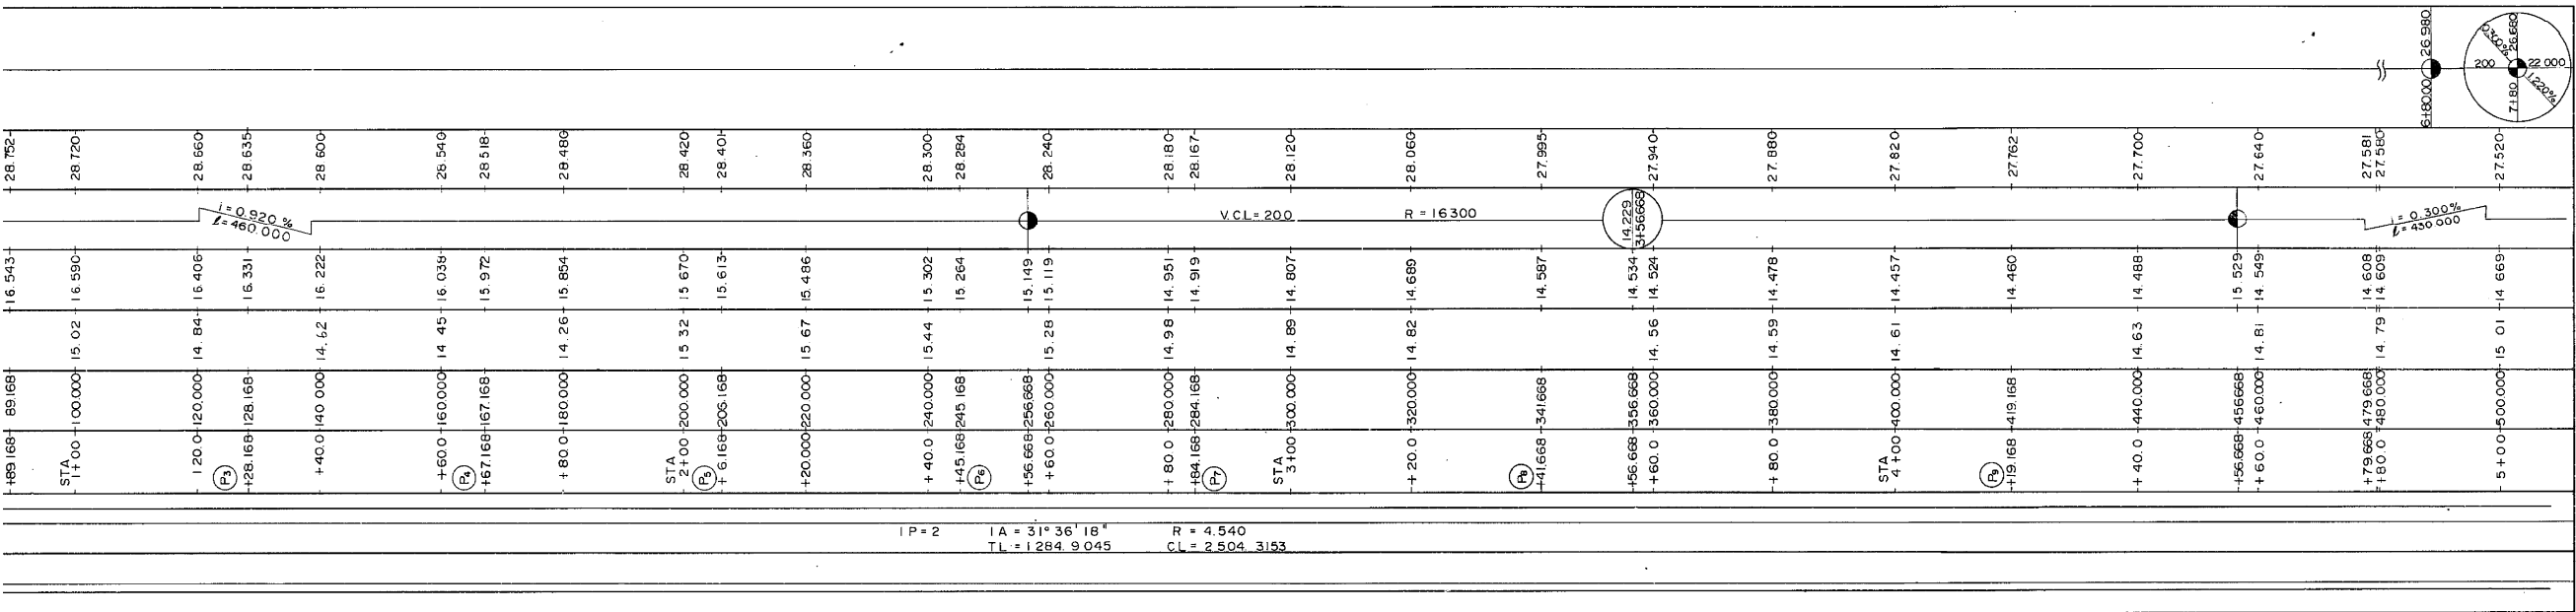 6+80.00 26.980
0.300% 26.680
200 22.000
7+80 1.220%
28.752 28.720 28.660 28.635 28.600 28.540 28.518 28.480 28.420 28.401 28.360 28.300 28.284 28.240 28.180 28.167 28.120 28.060 27.995 27.940 27.880 27.820 27.762 27.700 27.640 27.581 27.580 27.520
i = 0.920 %
ℓ = 460.000
V.C.L = 200
R = 16300
14.229
3+56.668
i = 0.300%
ℓ = 430 000
16.543 16.590 16.406 16.331 16.222 16.038 15.972 15.854 15 670 15.613 15.486 15.302 15.264 15.149 15.119 14.951 14.919 14.807 14.689 14.587 14.534 14.524 14.478 14.457 14.460 14.488 15.529 14.549 14.608 14.609 14.669
15.02 14.84 14.62 14 45 14.26 15 32 15.67 15.44 15.28 14.98 14.89 14.82 14.56 14.59 14.61 14.63 14.81 14.79 15 01
89.168 100.000 120.000 128.168 140 000 160.000 167.168 180.000 200.000 206.168 220 000 240.000 245 168 256.668 260.000 280.000 284.168 300.000 320.000 341.668 356.668 360.000 380.000 400.000 419.168 440.000 456668 460.000 479.668 480.000 500.000
+89 168 STA 1+00 120.0 P3 +28.168 +40.0 +60.0 P4 +67.168 +80.0 STA 2+00 P5 +6.168 +20.000 +40.0 +45.168 P6 +56.668 +60.0 +80.0 +84.168 P7 STA 3+00 +20.0 P8 +41.668 +56.668 +60.0 +80.0 STA 4+00 P9 +19.168 +40.0 +56.668 +60.0 +79.668 +80.0 5+00
I P = 2 I A = 31° 36' 18" R = 4.540
TL = 1 284. 9 045 CL = 2 504. 3153